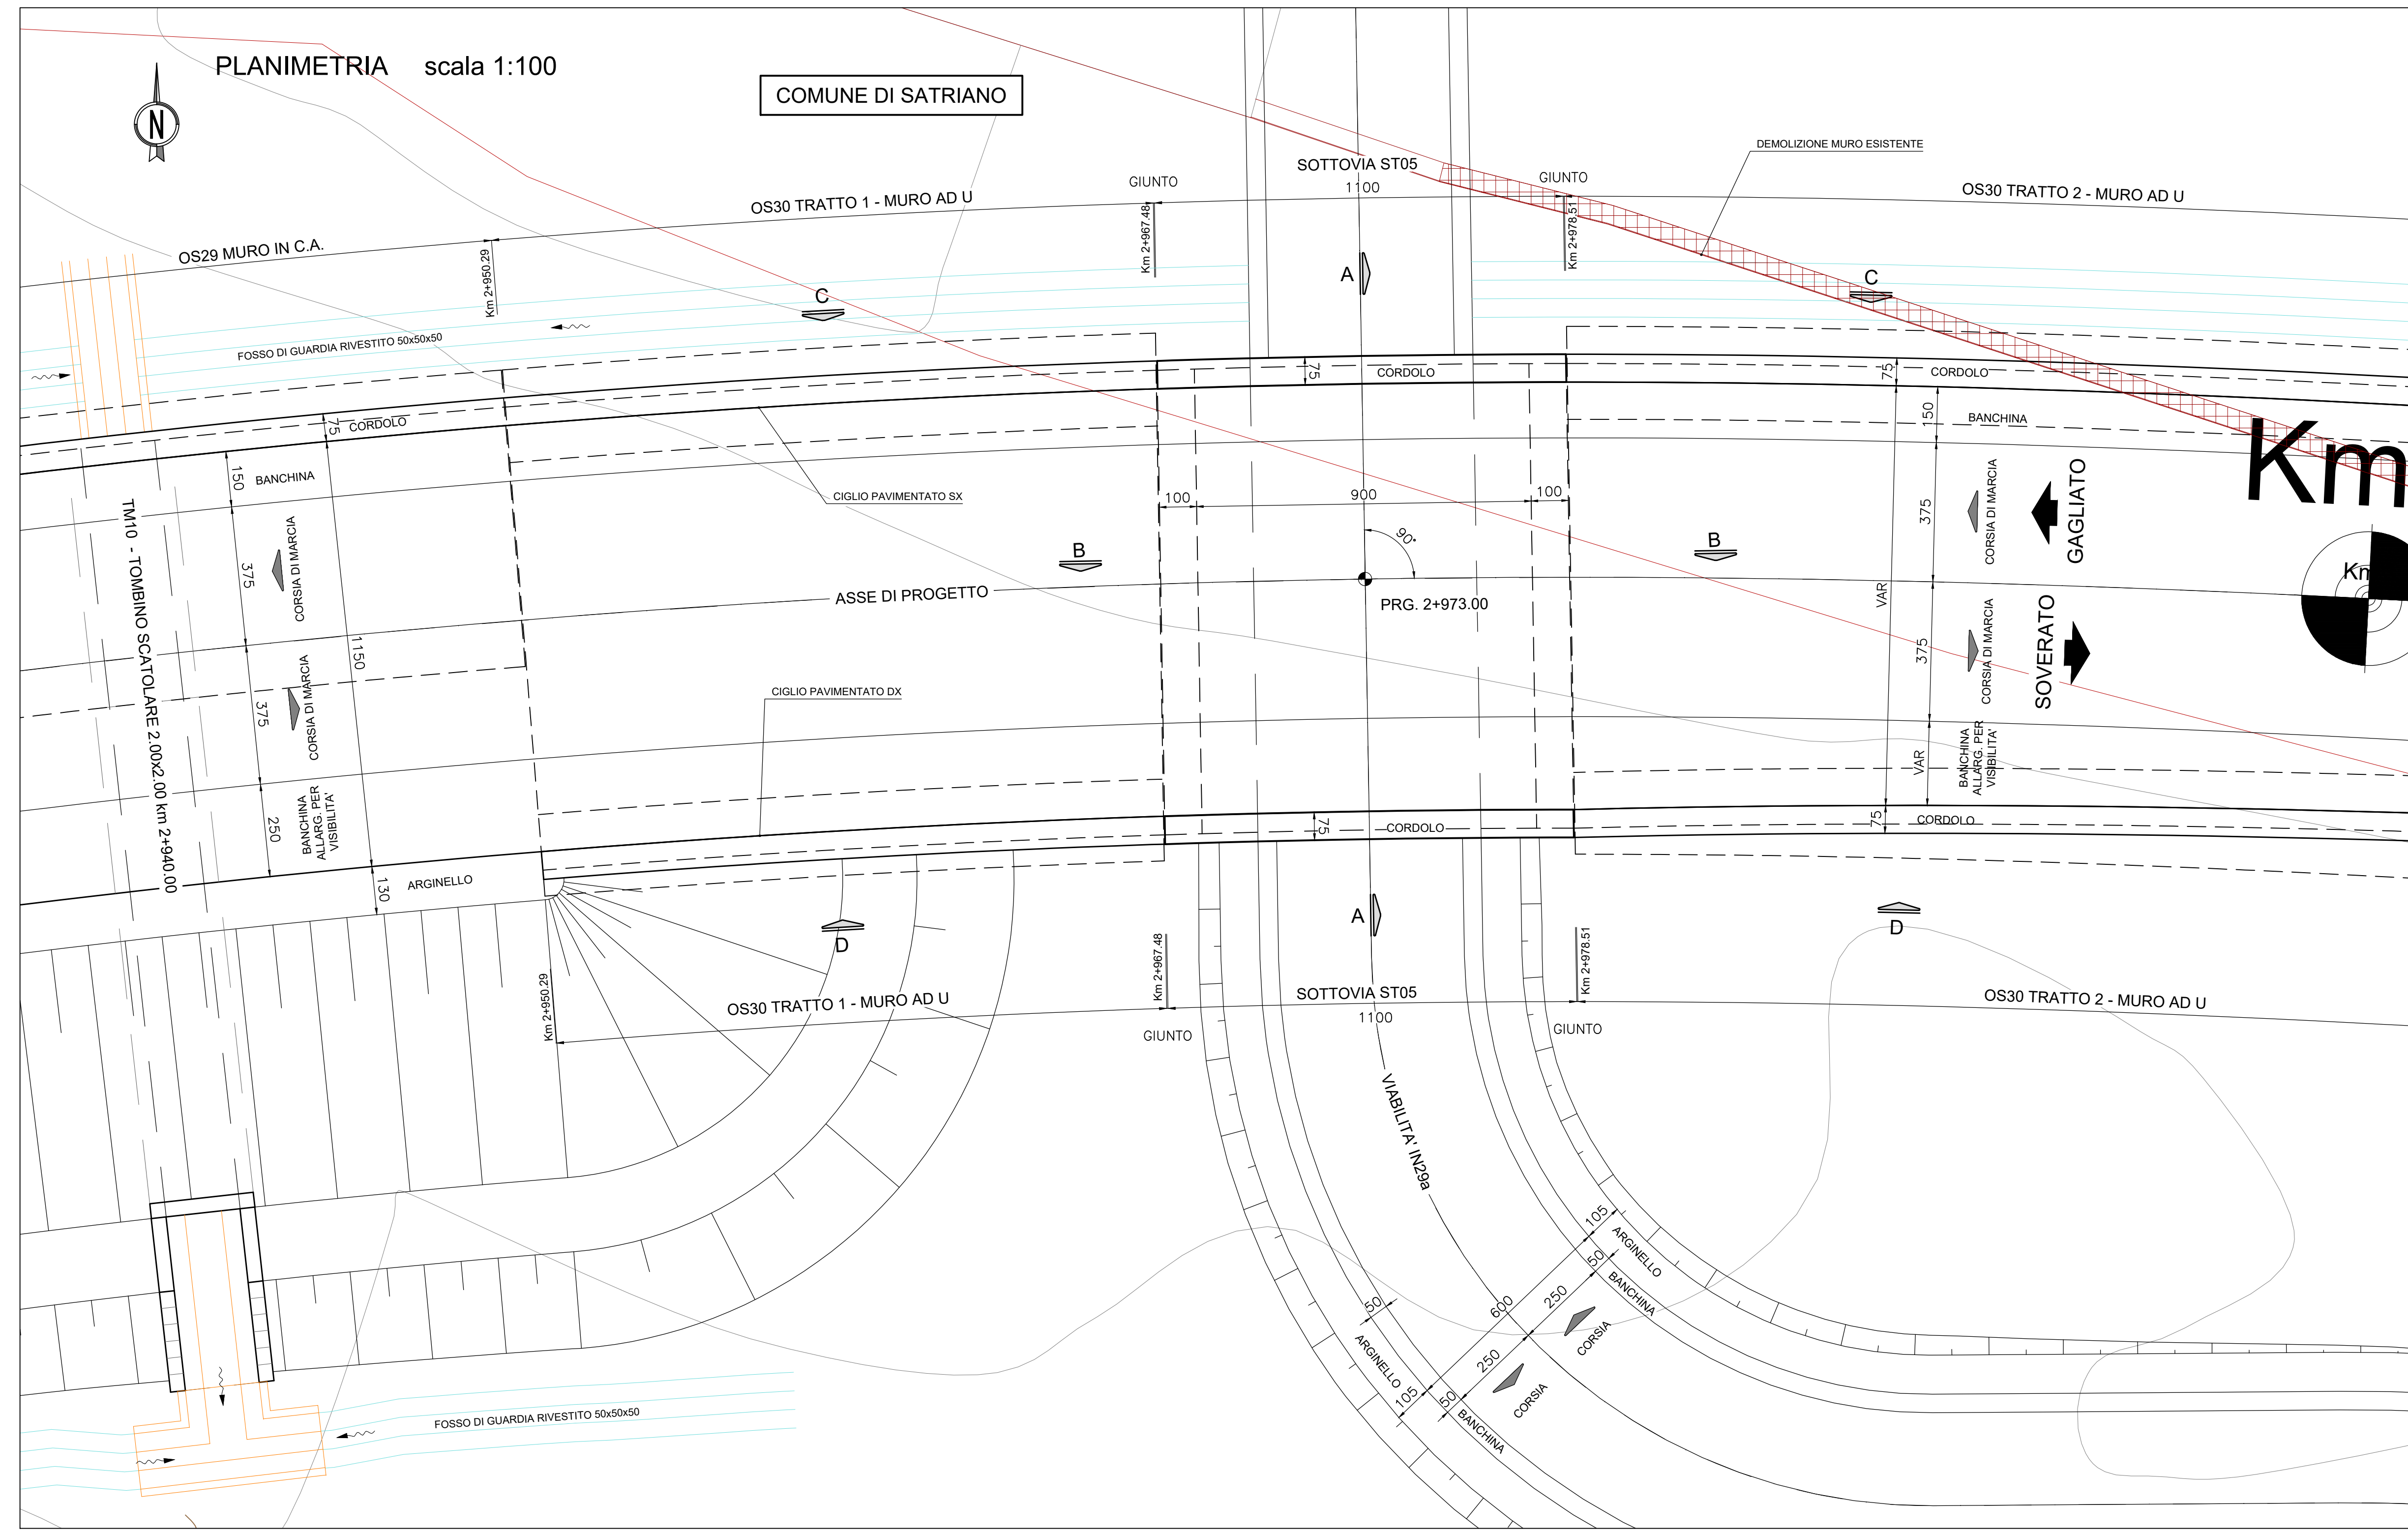 PLANIMETRIA scala 1:100
COMUNE DI SATRIANO
N
DEMOLIZIONE MURO ESISTENTE
SOTTOVIA ST05
1100
GIUNTO
GIUNTO
OS30 TRATTO 1 - MURO AD U
OS30 TRATTO 2 - MURO AD U
OS29 MURO IN C.A.
Km 2+950.29
Km 2+967.48
Km 2+978.51
A
C
C
FOSSO DI GUARDIA RIVESTITO 50x50x50
75
CORDOLO
75
CORDOLO
75
CORDOLO
150
BANCHINA
150
BANCHINA
CIGLIO PAVIMENTATO SX
100
900
100
90°
Km
Km
TM10 - TOMBINO SCATOLARE 2.00x2.00 km 2+940.00
375
CORSIA DI MARCIA
375
CORSIA DI MARCIA
1150
250
BANCHINA
ALLARG. PER
VISIBILITA'
130
ARGINELLO
B
B
ASSE DI PROGETTO
PRG. 2+973.00
VAR
375
CORSIA DI MARCIA
GAGLIATO
375
CORSIA DI MARCIA
SOVERATO
VAR
BANCHINA
ALLARG. PER
VISIBILITA'
CIGLIO PAVIMENTATO DX
75
CORDOLO
75
CORDOLO
A
D
D
Km 2+950.29
Km 2+967.48
Km 2+978.51
OS30 TRATTO 1 - MURO AD U
SOTTOVIA ST05
1100
OS30 TRATTO 2 - MURO AD U
GIUNTO
GIUNTO
VIABILITA' IN29a
105
ARGINELLO
50
BANCHINA
600
250
CORSIA
250
CORSIA
50
ARGINELLO
105
50
BANCHINA
FOSSO DI GUARDIA RIVESTITO 50x50x50